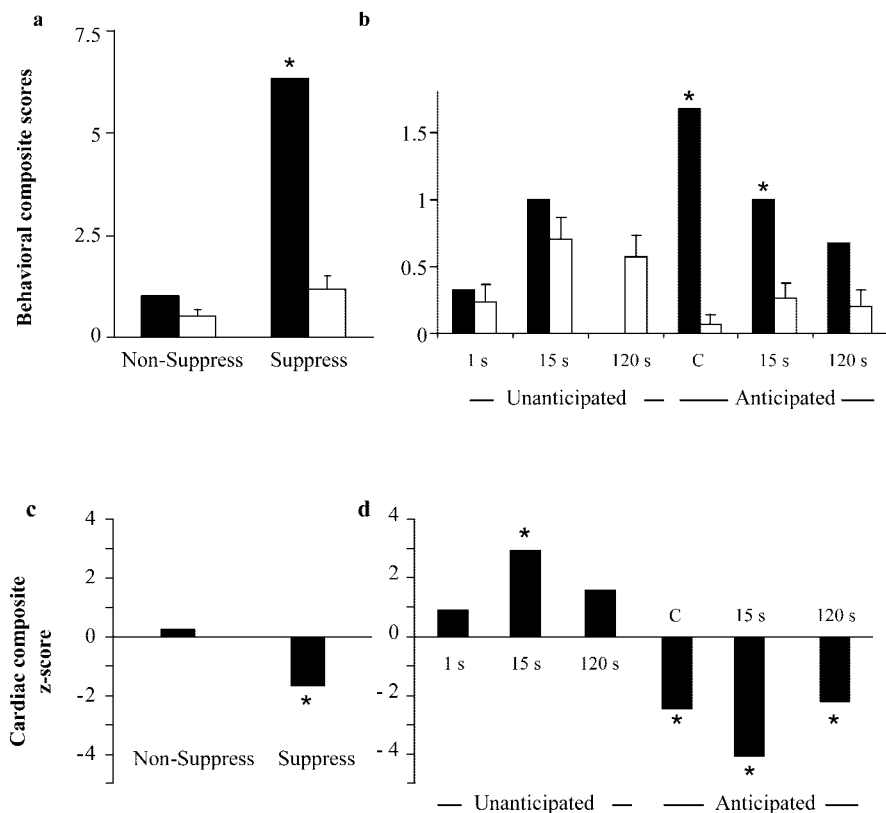 a
Behavioral composite scores
7.5
5
2.5
0
*
Non-Suppress Suppress
b
1.5
1
0.5
0
* *
1 s 15 s 120 s C 15 s 120 s
Unanticipated Anticipated
c
Cardiac composite
z-score
4
2
0
-2
-4
*
Non-Suppress Suppress
d
4
2
0
-2
-4
*
C 15 s 120 s
1 s 15 s 120 s
* * *
Unanticipated Anticipated